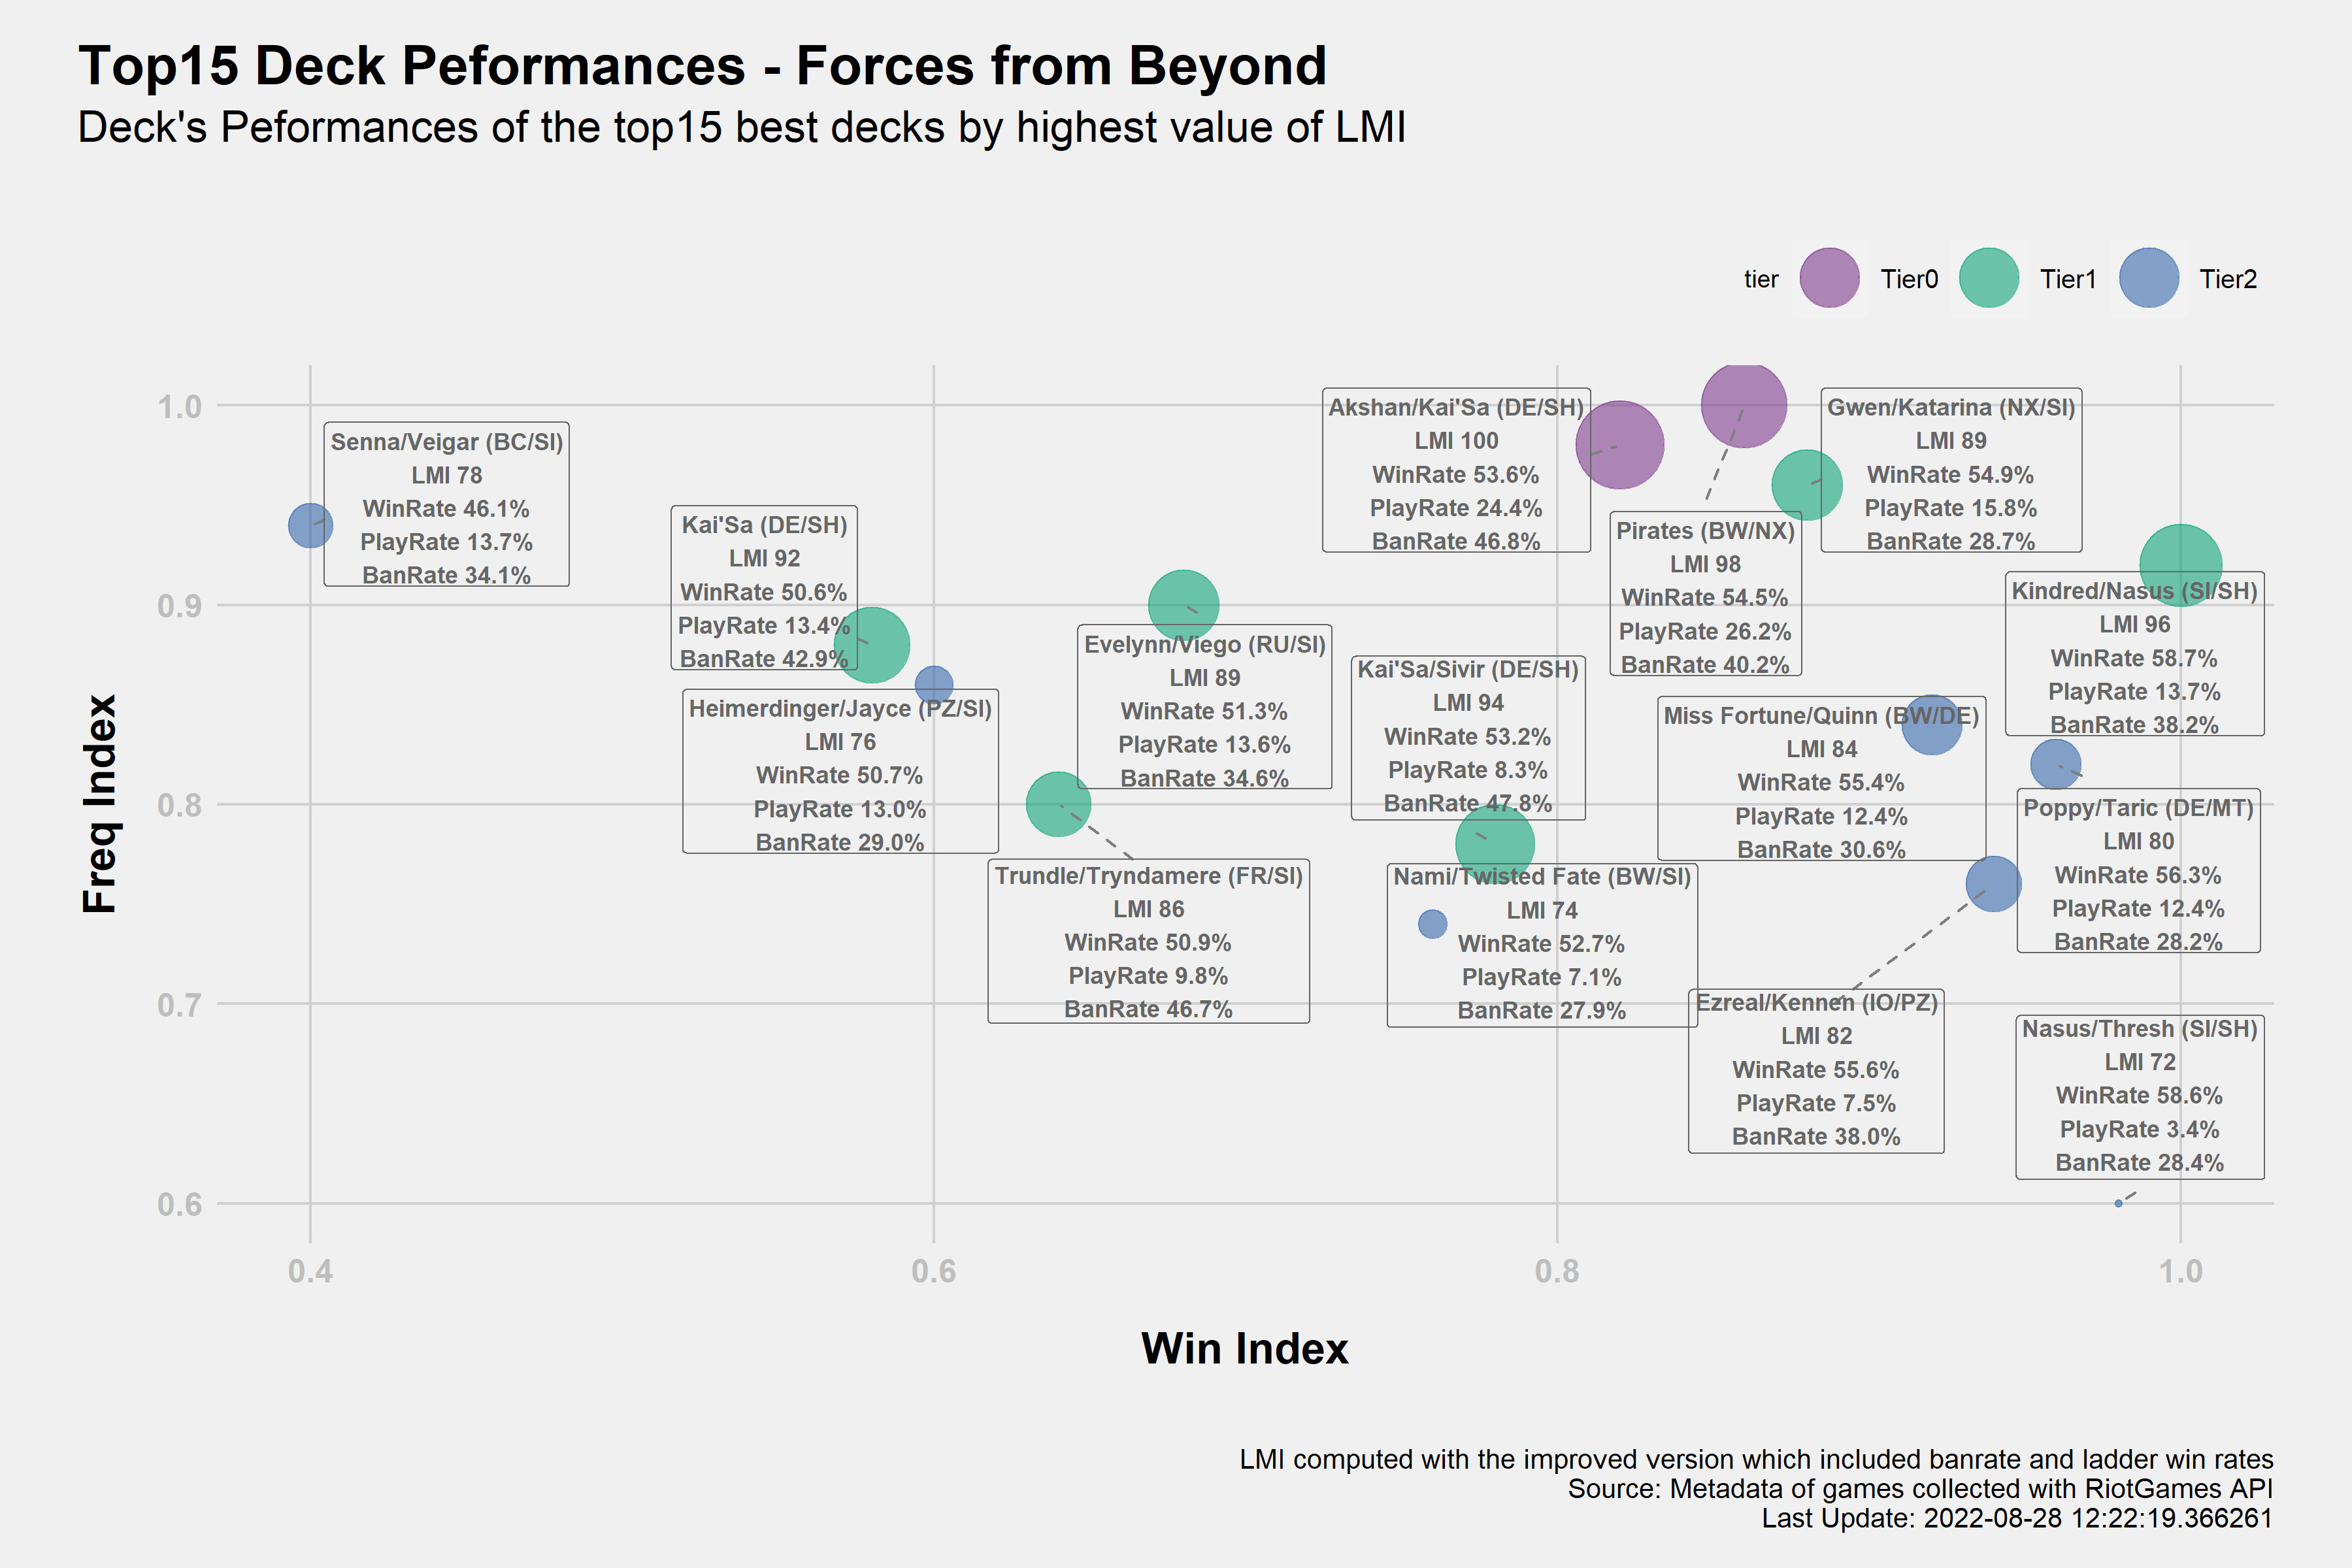 Top15 Deck Peformances - Forces from Beyond
Deck's Peformances of the top15 best decks by highest value of LMI
tier Tier0 Tier1 Tier2
Freq Index
1.0
0.9
0.8
0.7
0.6
Senna/Veigar (BC/SI)
LMI 78
WinRate 46.1%
PlayRate 13.7%
BanRate 34.1%
Kai'Sa (DE/SH)
LMI 92
WinRate 50.6%
PlayRate 13.4%
BanRate 42.9%
Heimerdinger/Jayce (PZ/SI)
LMI 76
WinRate 50.7%
PlayRate 13.0%
BanRate 29.0%
Evelynn/Viego (RU/SI)
LMI 89
WinRate 51.3%
PlayRate 13.6%
BanRate 34.6%
Trundle/Tryndamere (FR/SI)
LMI 86
WinRate 50.9%
PlayRate 9.8%
BanRate 46.7%
Akshan/Kai'Sa (DE/SH)
LMI 100
WinRate 53.6%
PlayRate 24.4%
BanRate 46.8%
Kai'Sa/Sivir (DE/SH)
LMI 94
WinRate 53.2%
PlayRate 8.3%
BanRate 47.8%
Nami/Twisted Fate (BW/SI)
LMI 74
WinRate 52.7%
PlayRate 7.1%
BanRate 27.9%
Pirates (BW/NX)
LMI 98
WinRate 54.5%
PlayRate 26.2%
BanRate 40.2%
Gwen/Katarina (NX/SI)
LMI 89
WinRate 54.9%
PlayRate 15.8%
BanRate 28.7%
Miss Fortune/Quinn (BW/DE)
LMI 84
WinRate 55.4%
PlayRate 12.4%
BanRate 30.6%
Kindred/Nasus (SI/SH)
LMI 96
WinRate 58.7%
PlayRate 13.7%
BanRate 38.2%
Poppy/Taric (DE/MT)
LMI 80
WinRate 56.3%
PlayRate 12.4%
BanRate 28.2%
Ezreal/Kennen (IO/PZ)
LMI 82
WinRate 55.6%
PlayRate 7.5%
BanRate 38.0%
Nasus/Thresh (SI/SH)
LMI 72
WinRate 58.6%
PlayRate 3.4%
BanRate 28.4%
0.4 0.6 0.8 1.0
Win Index
LMI computed with the improved version which included banrate and ladder win rates
Source: Metadata of games collected with RiotGames API
Last Update: 2022-08-28 12:22:19.366261